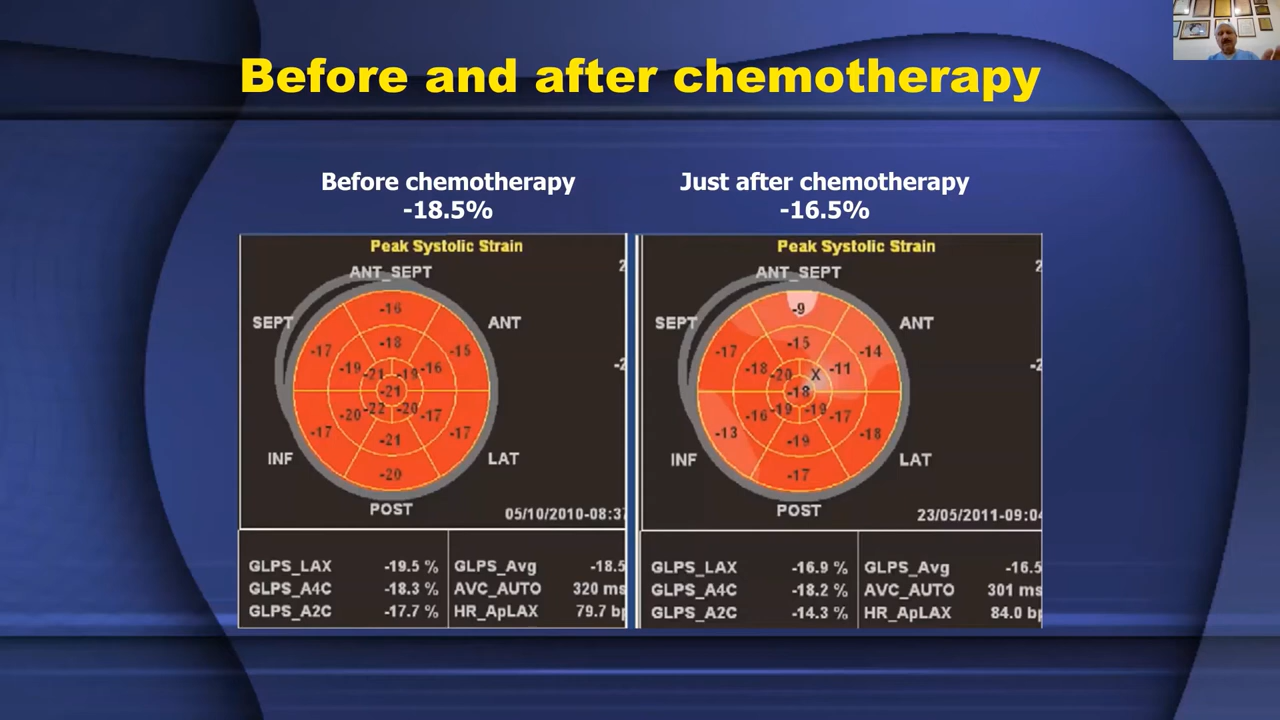 Before and after chemotherapy
Before chemotherapy
-18.5%
Just after chemotherapy
-16.5%
Peak Systolic Strain
ANT_SEPT
SEPT
ANT
-16
-18
-17
-15
-19
-21
-19
-16
-21
-20
-22
-20
-17
-17
-21
-17
-20
INF
LAT
POST
05/10/2010-08:37
GLPS_LAX -19.5 % GLPS_Avg -18.5
GLPS_A4C -18.3 % AVC_AUTO 320 ms
GLPS_A2C -17.7 % HR_ApLAX 79.7 bp
Peak Systolic Strain
ANT_SEPT
SEPT
ANT
-9
-15
-17
-14
-18
-20
X
-11
-18
-16
-19
-19
-17
-13
-19
-18
-17
INF
LAT
POST
23/05/2011-09:04
GLPS_LAX -16.9 % GLPS_Avg -16.5
GLPS_A4C -18.2 % AVC_AUTO 301 ms
GLPS_A2C -14.3 % HR_ApLAX 84.0 bp